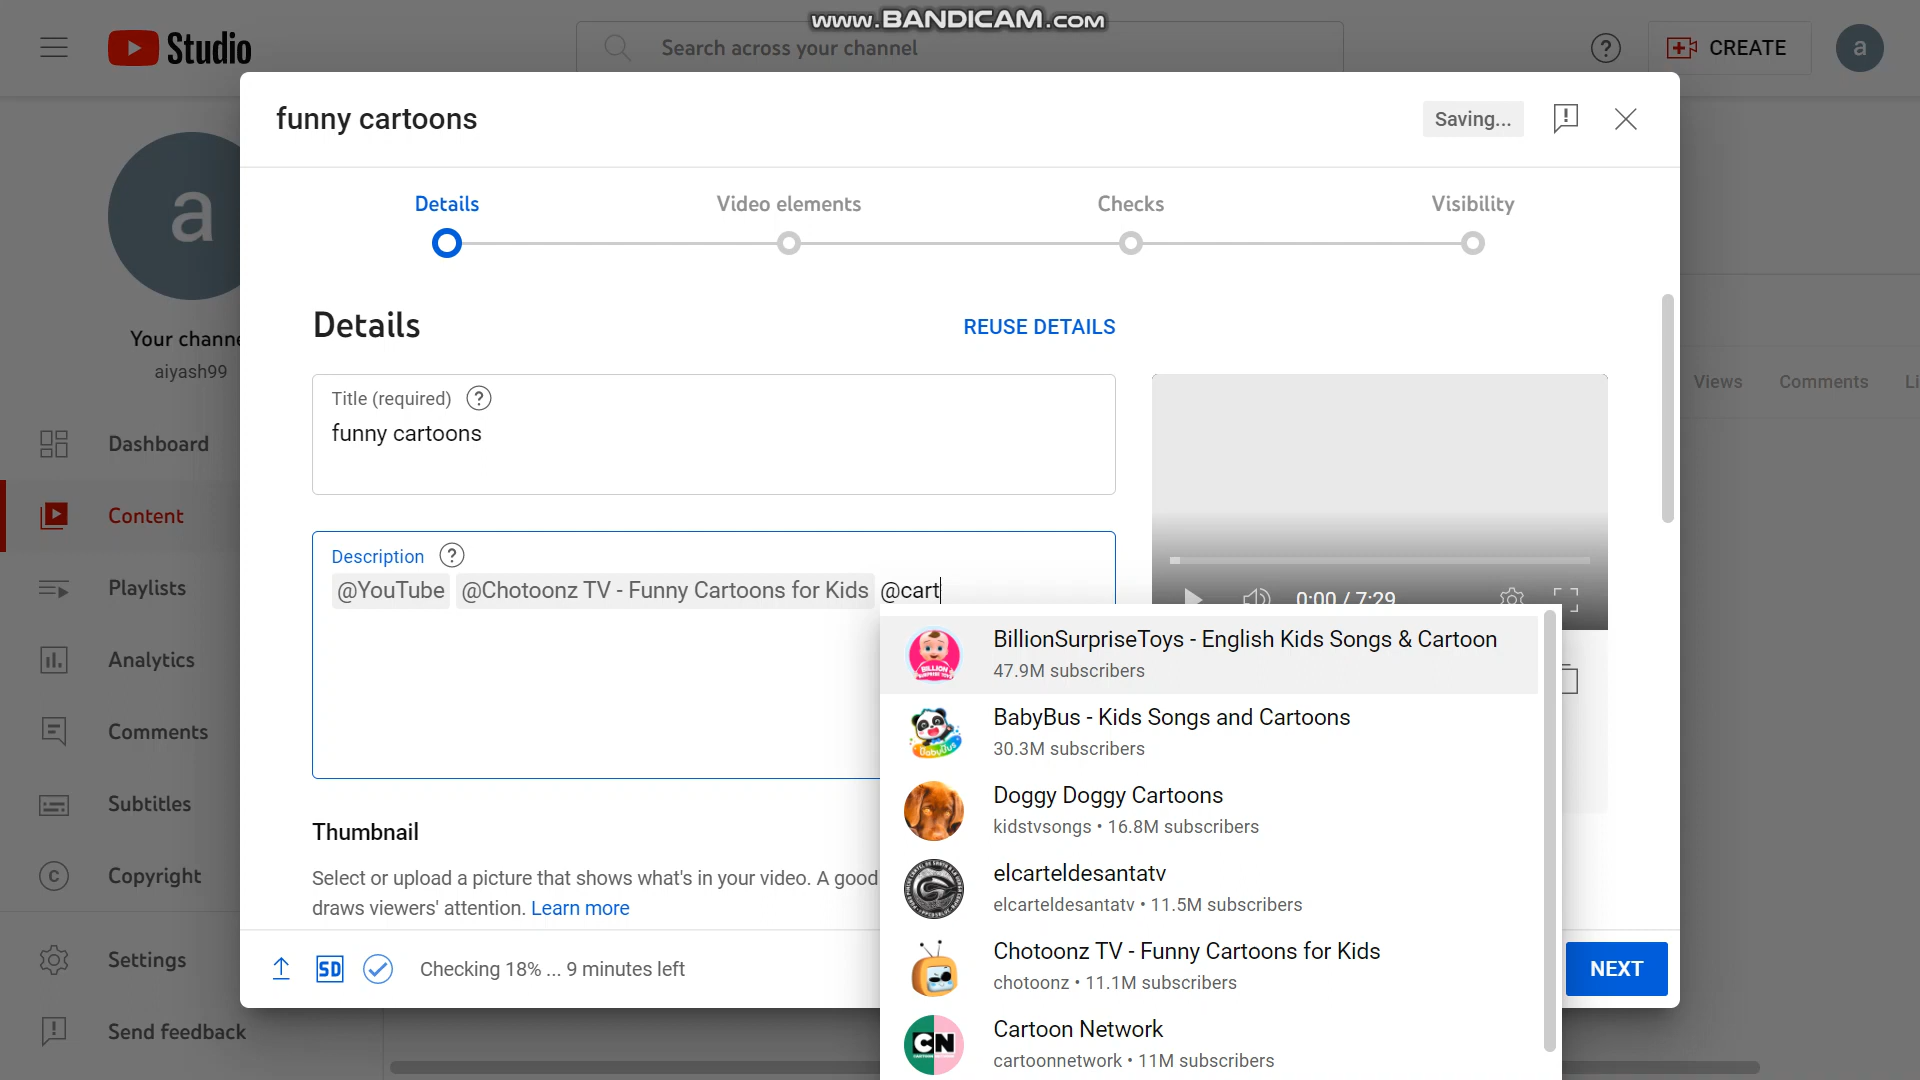 www.BANDICAM.com
Studio
Search across your channel
?
CREATE
a
funny cartoons
Saving...
a
Your channe
aiyash99
Dashboard
Content
Playlists
Analytics
Comments
Subtitles
Copyright
Settings
Send feedback
Details
Video elements
Checks
Visibility
Details
REUSE DETAILS
Title (required) ?
funny cartoons
Description ?
@YouTube @Chotoonz TV - Funny Cartoons for Kids @cart
0:00 / 7:29
Views Comments Li
BillionSurpriseToys - English Kids Songs & Cartoon
47.9M subscribers
BabyBus - Kids Songs and Cartoons
30.3M subscribers
Doggy Doggy Cartoons
kidstvsongs • 16.8M subscribers
elcarteldesantatv
elcarteldesantatv • 11.5M subscribers
Chotoonz TV - Funny Cartoons for Kids
chotoonz • 11.1M subscribers
CN
Cartoon Network
cartoonnetwork • 11M subscribers
Thumbnail
Select or upload a picture that shows what's in your video. A good
draws viewers' attention. Learn more
SD
Checking 18% ... 9 minutes left
NEXT